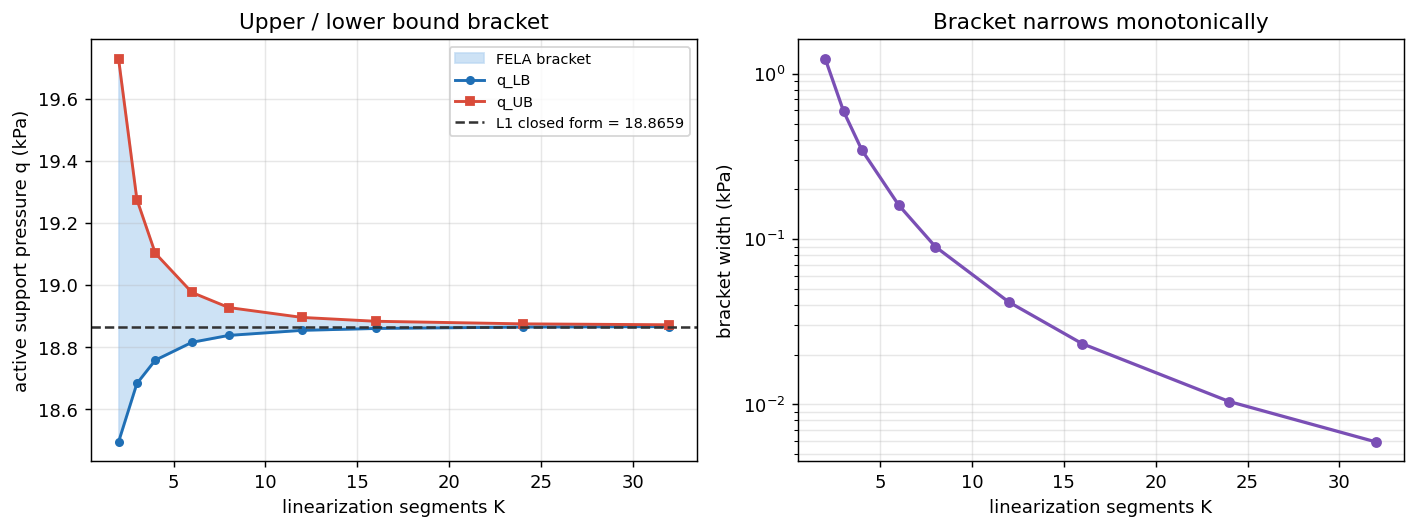 Upper / lower bound bracket
active support pressure q (kPa)
19.6
19.4
19.2
19.0
18.8
18.6
FELA bracket
q_LB
q_UB
L1 closed form = 18.8659
5
10
15
20
25
30
linearization segments K
Bracket narrows monotonically
bracket width (kPa)
10⁰
10⁻¹
10⁻²
5
10
15
20
25
30
linearization segments K